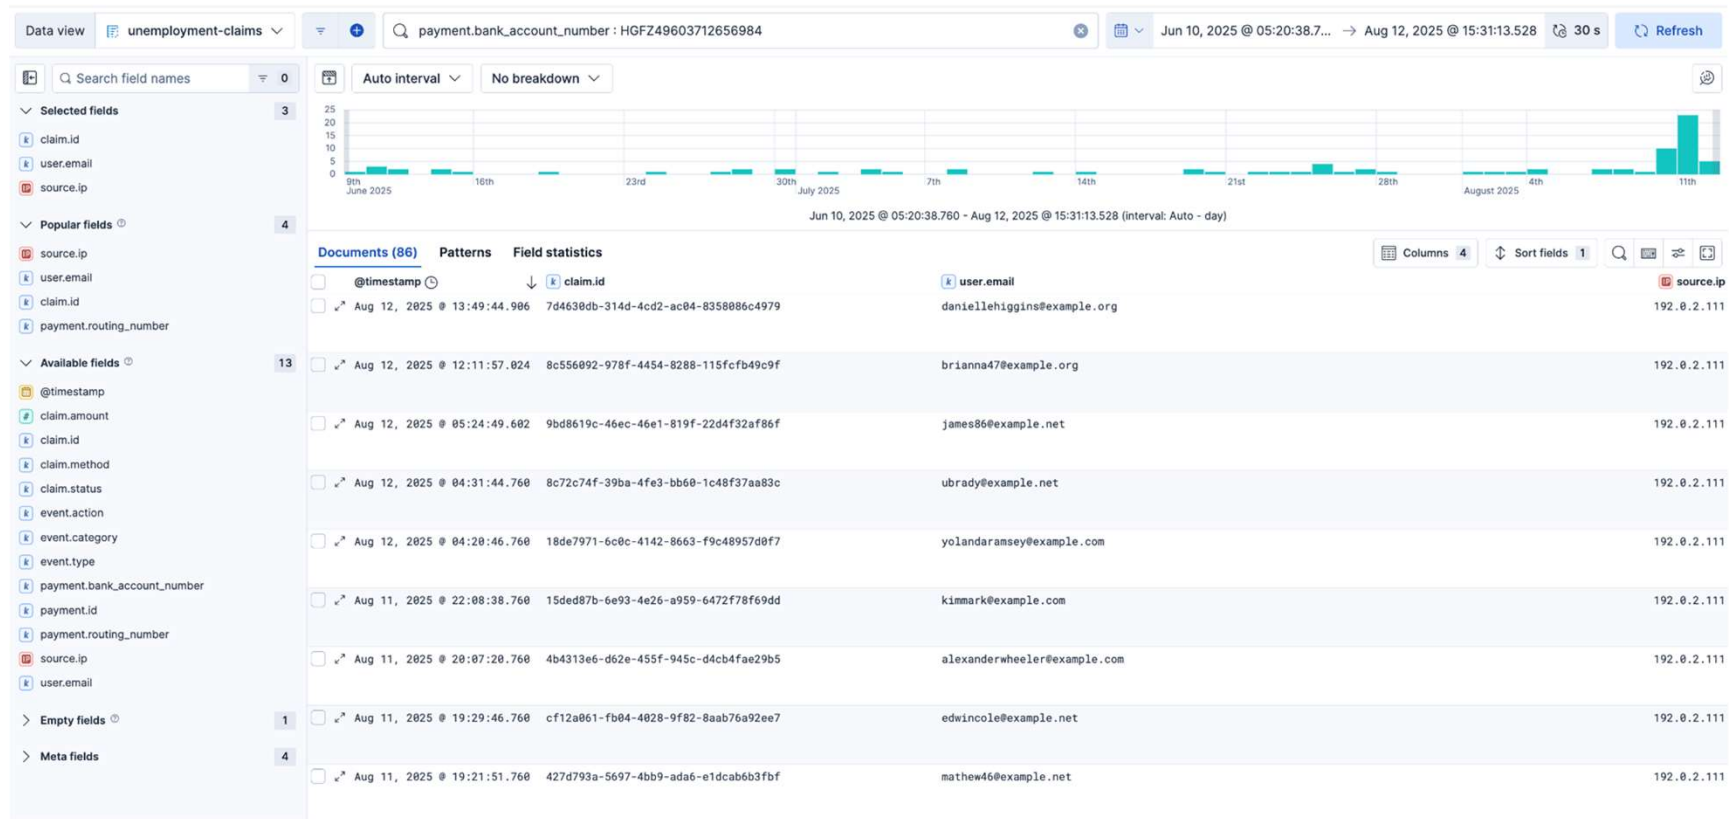 Data view unemployment-claims payment.bank_account_number : HGFZ49603712656984 Jun 10, 2025 @ 05:20:38.7... → Aug 12, 2025 @ 15:31:13.528 30 s Refresh
Search field names 0 Auto interval No breakdown
Selected fields 3
claim.id
user.email
source.ip
Popular fields 4
source.ip
user.email
claim.id
payment.routing_number
Available fields 13
@timestamp
claim.amount
claim.id
claim.method
claim.status
event.action
event.category
event.type
payment.bank_account_number
payment.id
payment.routing_number
source.ip
user.email
Empty fields 1
Meta fields 4
25
20
15
10
5
0
9th 16th 23rd 30th 7th 14th 21st 28th 4th 11th
June 2025 July 2025 August 2025
Jun 10, 2025 @ 05:20:38.760 - Aug 12, 2025 @ 15:31:13.528 (interval: Auto - day)
Documents (86) Patterns Field statistics Columns 4 Sort fields 1
@timestamp claim.id user.email source.ip
Aug 12, 2025 @ 13:49:44.906 7d4630db-314d-4cd2-ac04-8358086c4979 daniellehiggins@example.org 192.0.2.111
Aug 12, 2025 @ 12:11:57.024 8c556092-978f-4454-8288-115fcfb49c9f brianna47@example.org 192.0.2.111
Aug 12, 2025 @ 05:24:49.602 9bd8619c-46ec-46e1-819f-22d4f32af86f james86@example.net 192.0.2.111
Aug 12, 2025 @ 04:31:44.760 8c72c74f-39ba-4fe3-bb60-1c48f37aa83c ubrady@example.net 192.0.2.111
Aug 12, 2025 @ 04:20:46.760 18de7971-6c0c-4142-8663-f9c48957d0f7 yolandaramsey@example.com 192.0.2.111
Aug 11, 2025 @ 22:08:38.760 15ded87b-6e93-4e26-a959-6472f78f69dd kimmark@example.com 192.0.2.111
Aug 11, 2025 @ 20:07:20.760 4b4313e6-d62e-455f-945c-d4cb4fae29b5 alexanderwheeler@example.com 192.0.2.111
Aug 11, 2025 @ 19:29:46.760 cf12a061-fb04-4028-9f82-8aab76a92ee7 edwincole@example.net 192.0.2.111
Aug 11, 2025 @ 19:21:51.760 427d793a-5697-4bb9-ada6-e1dcab6b3fbf mathew46@example.net 192.0.2.111